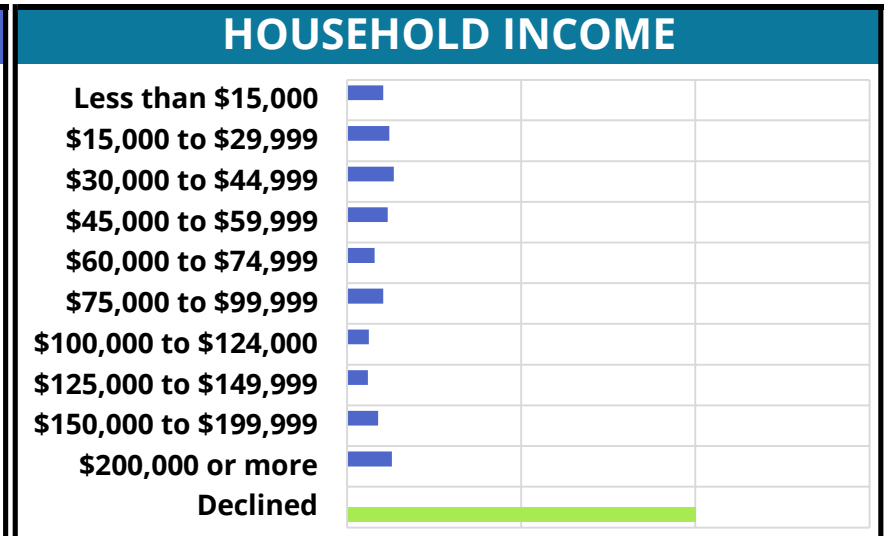 HOUSEHOLD INCOME
Less than $15,000
$15,000 to $29,999
$30,000 to $44,999
$45,000 to $59,999
$60,000 to $74,999
$75,000 to $99,999
$100,000 to $124,000
$125,000 to $149,999
$150,000 to $199,999
$200,000 or more
Declined